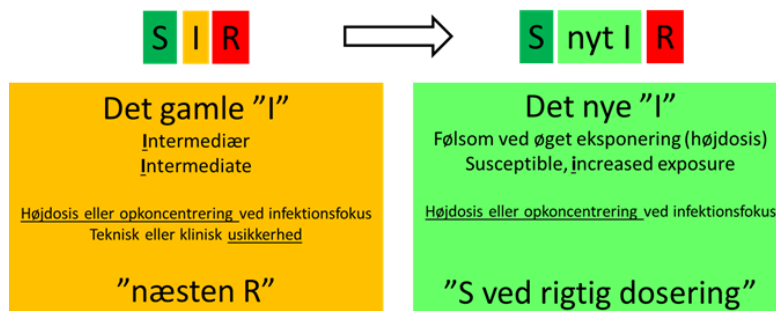 S I R
S nyt I R
Det gamle ”I”
Intermediær
Intermediate
Højdosis eller opkoncentrering ved infektionsfokus
Teknisk eller klinisk usikkerhed
”næsten R”
Det nye ”I”
Følsom ved øget eksponering (højdosis)
Susceptible, increased exposure
Højdosis eller opkoncentrering ved infektionsfokus
”S ved rigtig dosering”